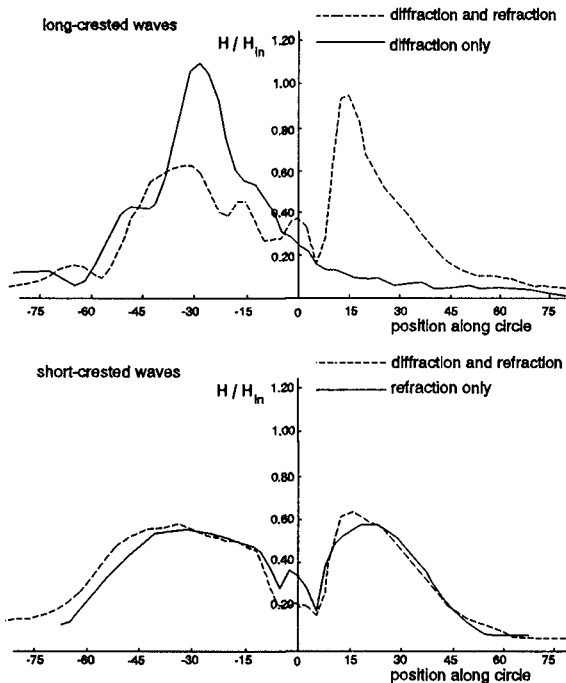 long-crested waves
H / H_in
diffraction and refraction
diffraction only
1.20
1.00
0.80
0.60
0.40
0.20
-75 -60 -45 -30 -15 0 15 30 45 60 75
position along circle
short-crested waves
H / H_in
diffraction and refraction
refraction only
1.20
1.00
0.80
0.60
0.40
0.20
-75 -60 -45 -30 -15 0 15 30 45 60 75
position along circle